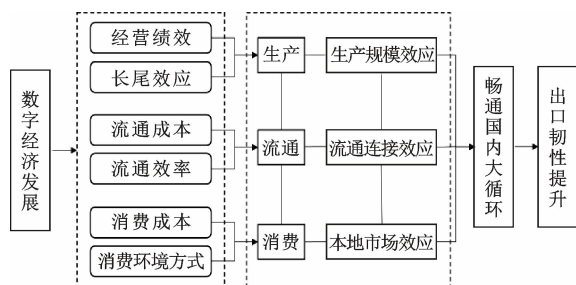 数字经济发展
经营绩效
长尾效应
流通成本
流通效率
消费成本
消费环境方式
生产
流通
消费
生产规模效应
流通连接效应
本地市场效应
畅通国内大循环
出口韧性提升